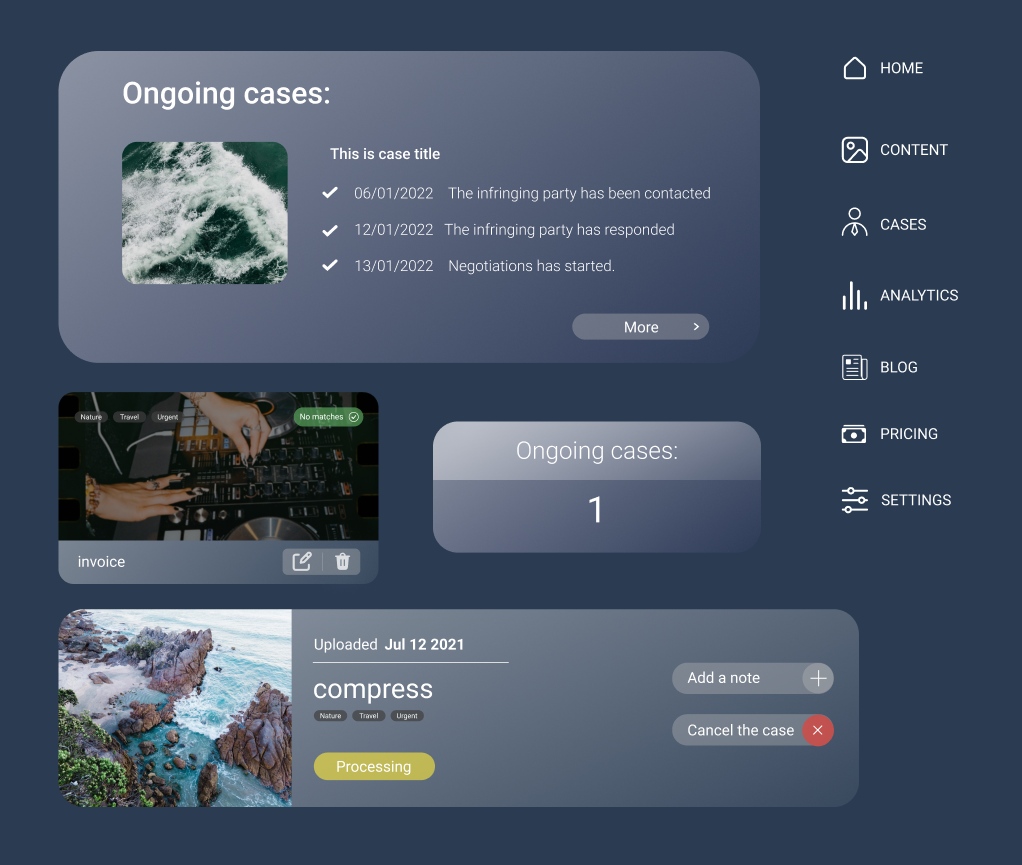 Ongoing cases:
This is case title
06/01/2022 The infringing party has been contacted
12/01/2022 The infringing party has responded
13/01/2022 Negotiations has started.
More
HOME
CONTENT
CASES
ANALYTICS
BLOG
PRICING
SETTINGS
Nature Travel Urgent
No matches
invoice
Ongoing cases:
1
Uploaded Jul 12 2021
compress
Nature Travel Urgent
Processing
Add a note
Cancel the case